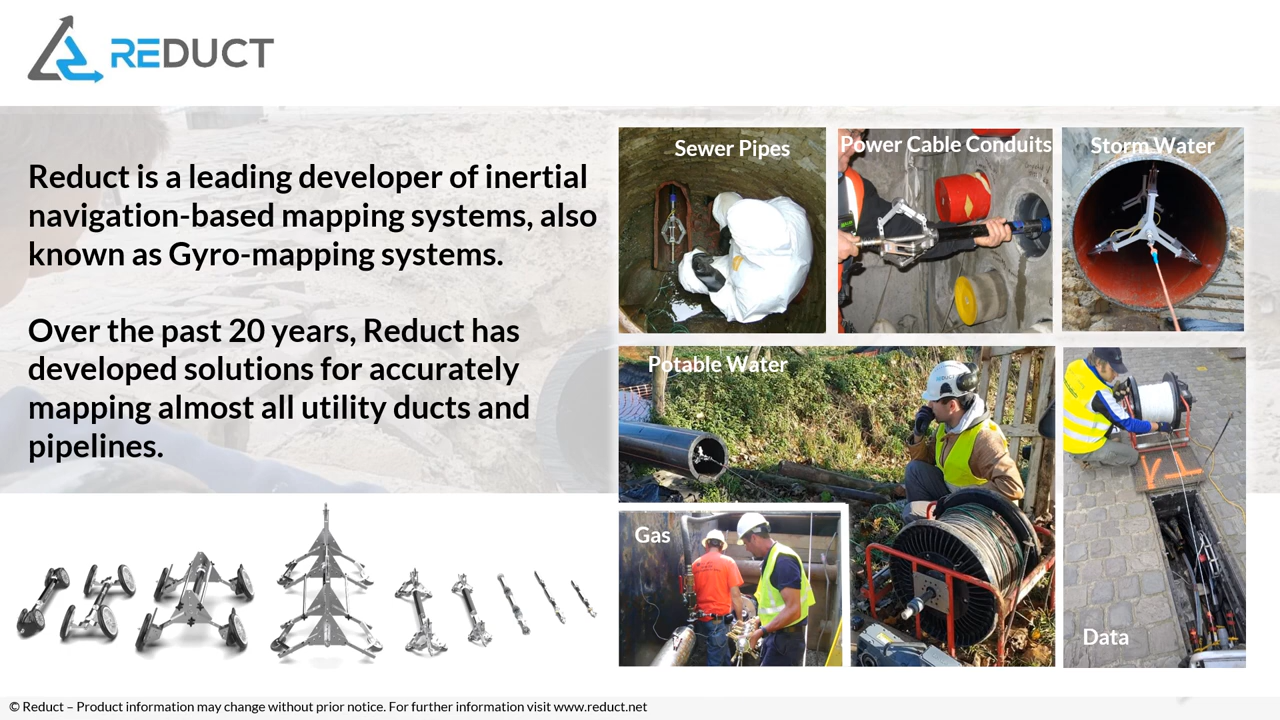 REDUCT
Reduct is a leading developer of inertial
navigation-based mapping systems, also
known as Gyro-mapping systems.
Over the past 20 years, Reduct has
developed solutions for accurately
mapping almost all utility ducts and
pipelines.
Sewer Pipes
Power Cable Conduits
Storm Water
Potable Water
REDUCT
Gas
Data
© Reduct – Product information may change without prior notice. For further information visit www.reduct.net